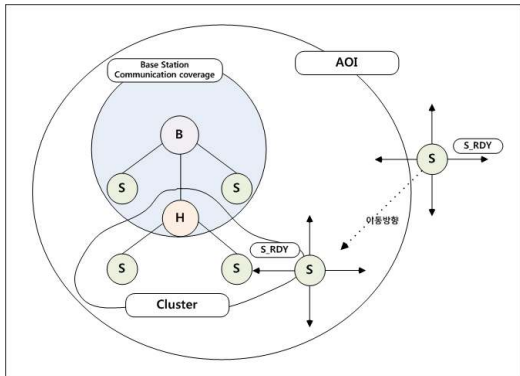 Base Station
Communication coverage
AOI
S_RDY
B
S
S
S
이동방향
H
S_RDY
S
S
S
Cluster